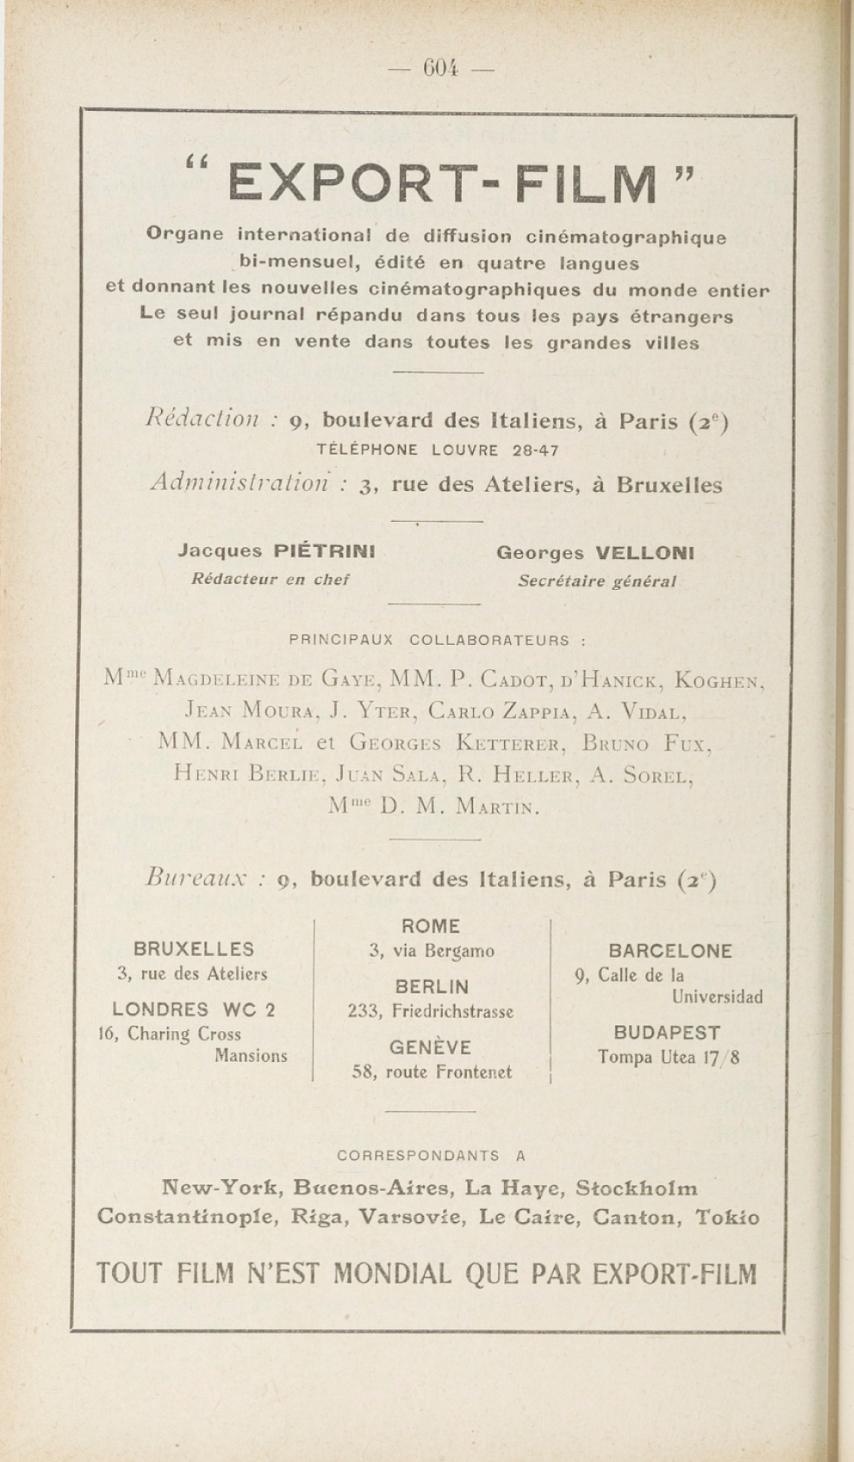 — 604 —
“ EXPORT-FILM ”
Organe international de diffusion cinématographique
bi-mensuel, édité en quatre langues
et donnant les nouvelles cinématographiques du monde entier
Le seul journal répandu dans tous les pays étrangers
et mis en vente dans toutes les grandes villes
Rédaction : 9, boulevard des Italiens, à Paris (2e)
TÉLÉPHONE LOUVRE 28-47
Administration : 3, rue des Ateliers, à Bruxelles
Jacques PIÉTRINI
Rédacteur en chef
Georges VELLONI
Secrétaire général
PRINCIPAUX COLLABORATEURS :
Mme MAGDELEINE DE GAYE, MM. P. CADOT, D'HANICK, KOGHEN,
JEAN MOURA, J. YTER, CARLO ZAPPIA, A. VIDAL,
MM. MARCEL et GEORGES KETTERER, BRUNO FUX,
HENRI BERLIE, JUAN SALA, R. HELLER, A. SOREL,
Mme D. M. MARTIN.
Bureaux : 9, boulevard des Italiens, à Paris (2e)
BRUXELLES
3, rue des Ateliers
LONDRES WC 2
16, Charing Cross
Mansions
ROME
3, via Bergamo
BERLIN
233, Friedrichstrasse
GENÈVE
58, route Frontenet
BARCELONE
9, Calle de la
Universidad
BUDAPEST
Tompa Utea 17/8
CORRESPONDANTS A
New-York, Buenos-Aires, La Haye, Stockholm
Constantinople, Riga, Varsovie, Le Caire, Canton, Tokio
TOUT FILM N'EST MONDIAL QUE PAR EXPORT-FILM